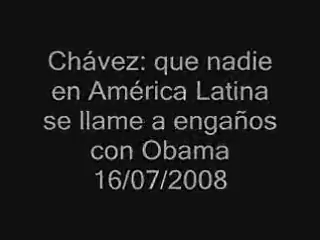 Chávez: que nadie
en América Latina
se llame a engaños
con Obama
16/07/2008